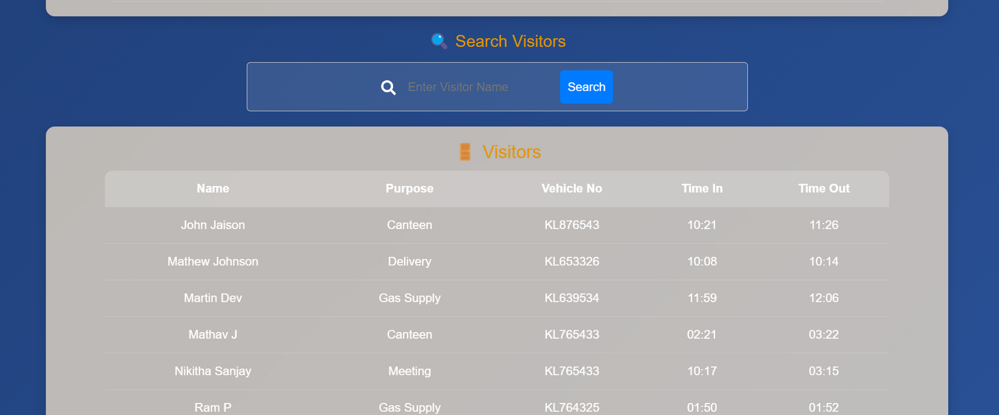 Search Visitors
Enter Visitor Name Search
Visitors
Name Purpose Vehicle No Time In Time Out
John Jaison Canteen KL876543 10:21 11:26
Mathew Johnson Delivery KL653326 10:08 10:14
Martin Dev Gas Supply KL639534 11:59 12:06
Mathav J Canteen KL765433 02:21 03:22
Nikitha Sanjay Meeting KL765433 10:17 03:15
Ram P Gas Supply KL764325 01:50 01:52